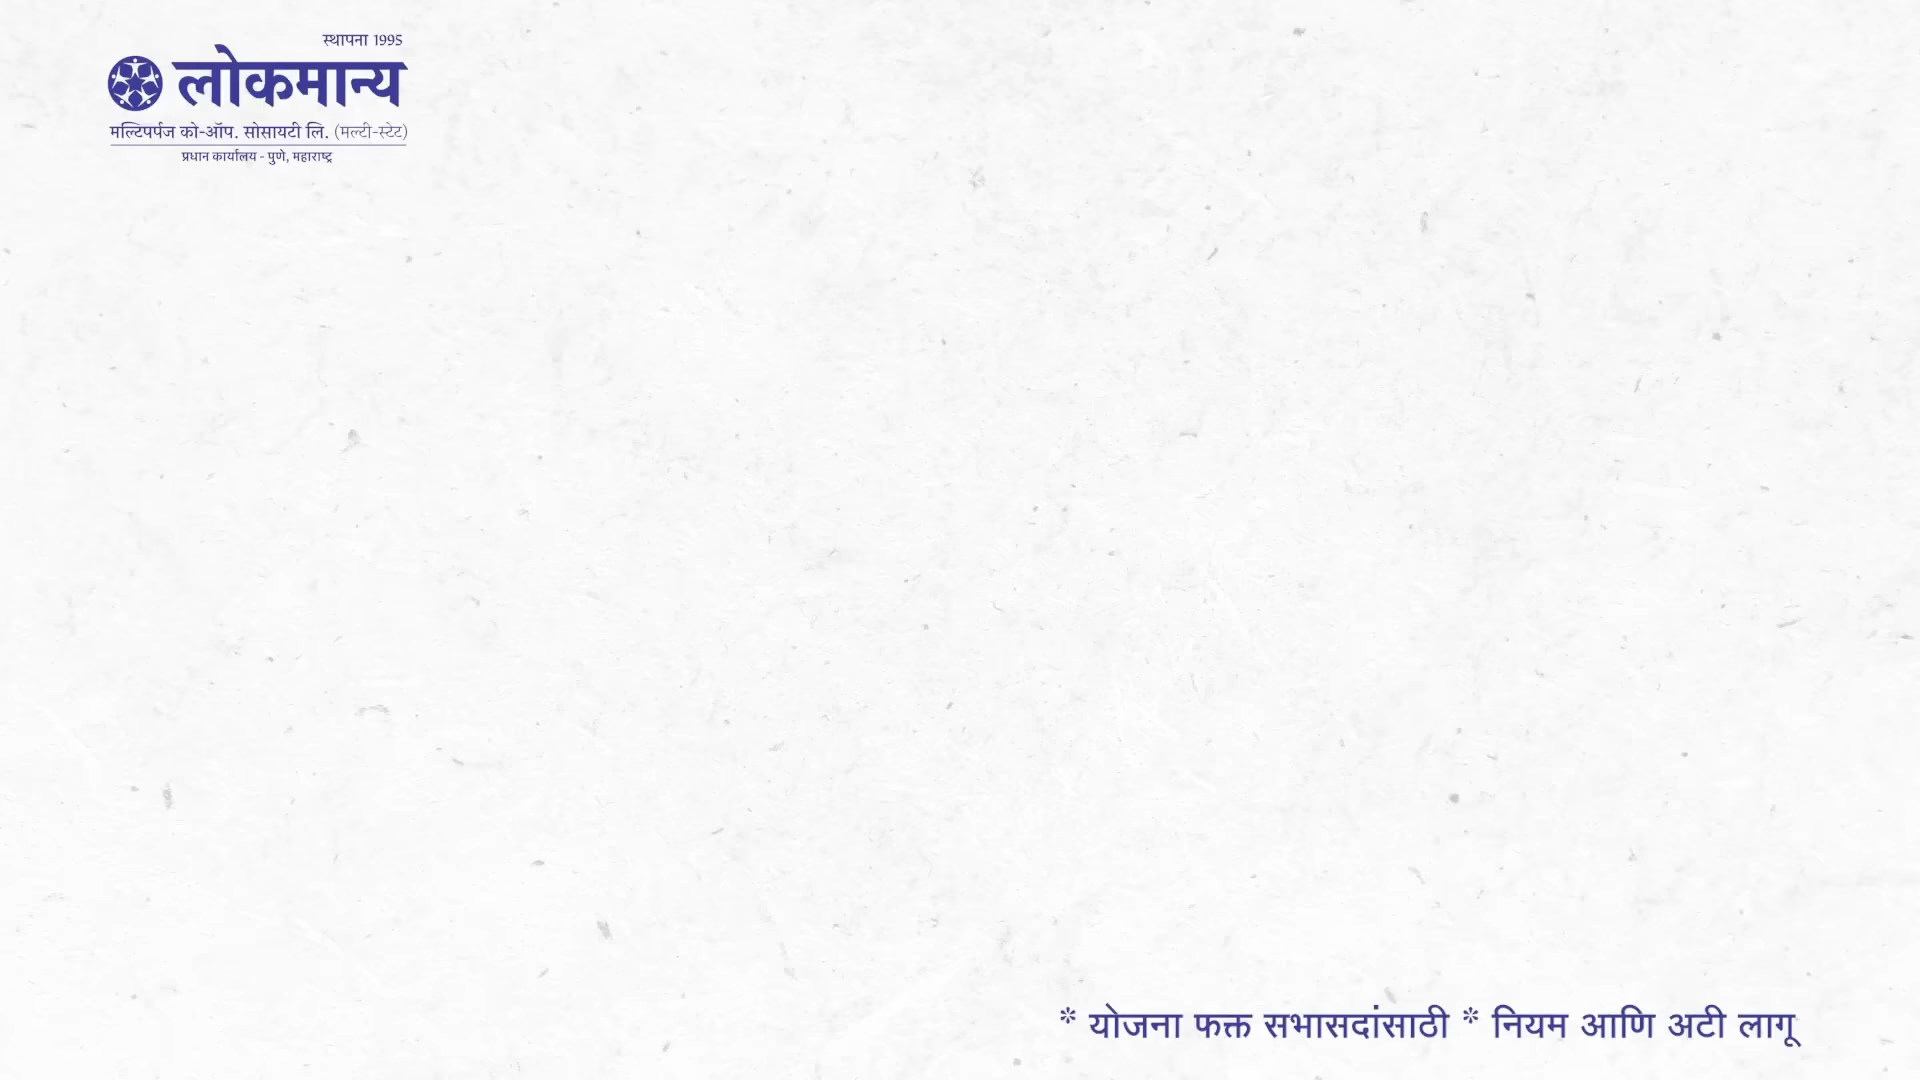 स्थापना 1995
लोकमान्य
मल्टिपर्पज को-ऑप. सोसायटी लि. (मल्टी-स्टेट)
प्रधान कार्यालय - पुणे, महाराष्ट्र
* योजना फक्त सभासदांसाठी * नियम आणि अटी लागू